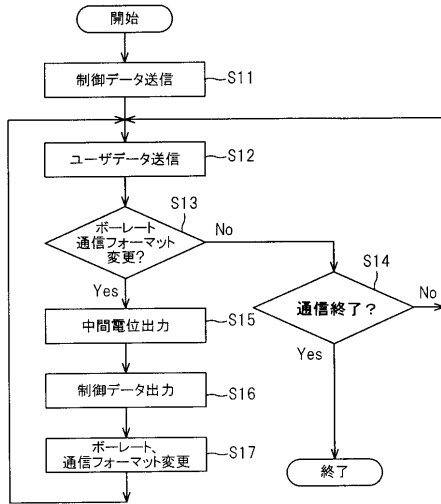 開始
制御データ送信
S11
ユーザデータ送信
S12
ボーレート
通信フォーマット
変更?
S13
No
Yes
通信終了?
S14
No
Yes
中間電位出力
S15
制御データ出力
S16
ボーレート、
通信フォーマット変更
S17
終了